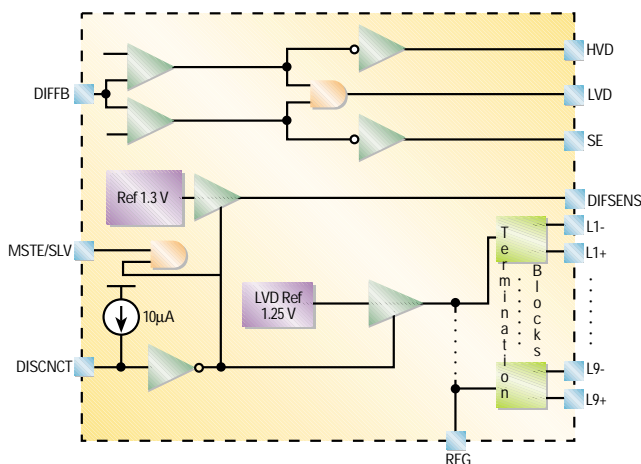 HVD
DIFFB
LVD
SE
Ref 1.3 V
DIFSENS
L1-
MSTE/SLV
L1+
Termination
Blocks
LVD Ref
1.25 V
10µA
DISCNCT
L9-
L9+
REG